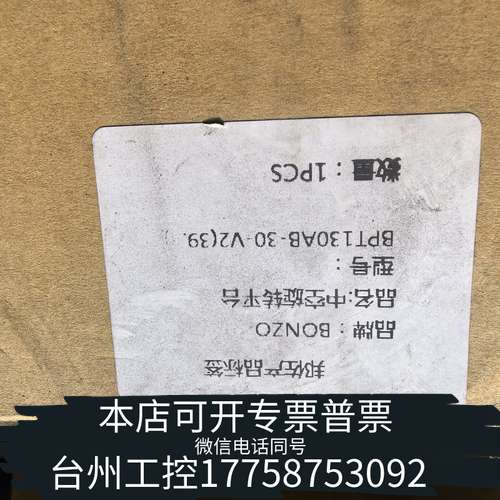 邦佐产品标签
品牌：BONZO
品名:中空旋转平台
型号：
BPT130AB-30-V2(39.
数量：1PCS
本店可开专票普票
微信电话同号
台州工控17758753092